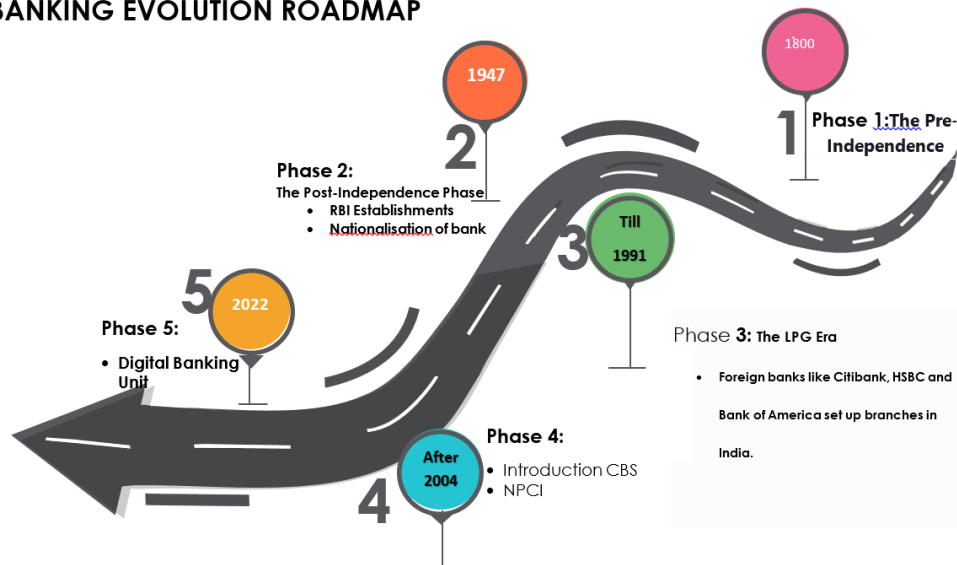 BANKING EVOLUTION ROADMAP
1800
1
Phase 1:The Pre-
Independence
1947
2
Phase 2:
The Post-Independence Phase
• RBI Establishments
• Nationalisation of bank
Till
1991
3
Phase 3: The LPG Era
• Foreign banks like Citibank, HSBC and
Bank of America set up branches in
India.
After
2004
4
Phase 4:
• Introduction CBS
• NPCI
2022
5
Phase 5:
• Digital Banking
Unit